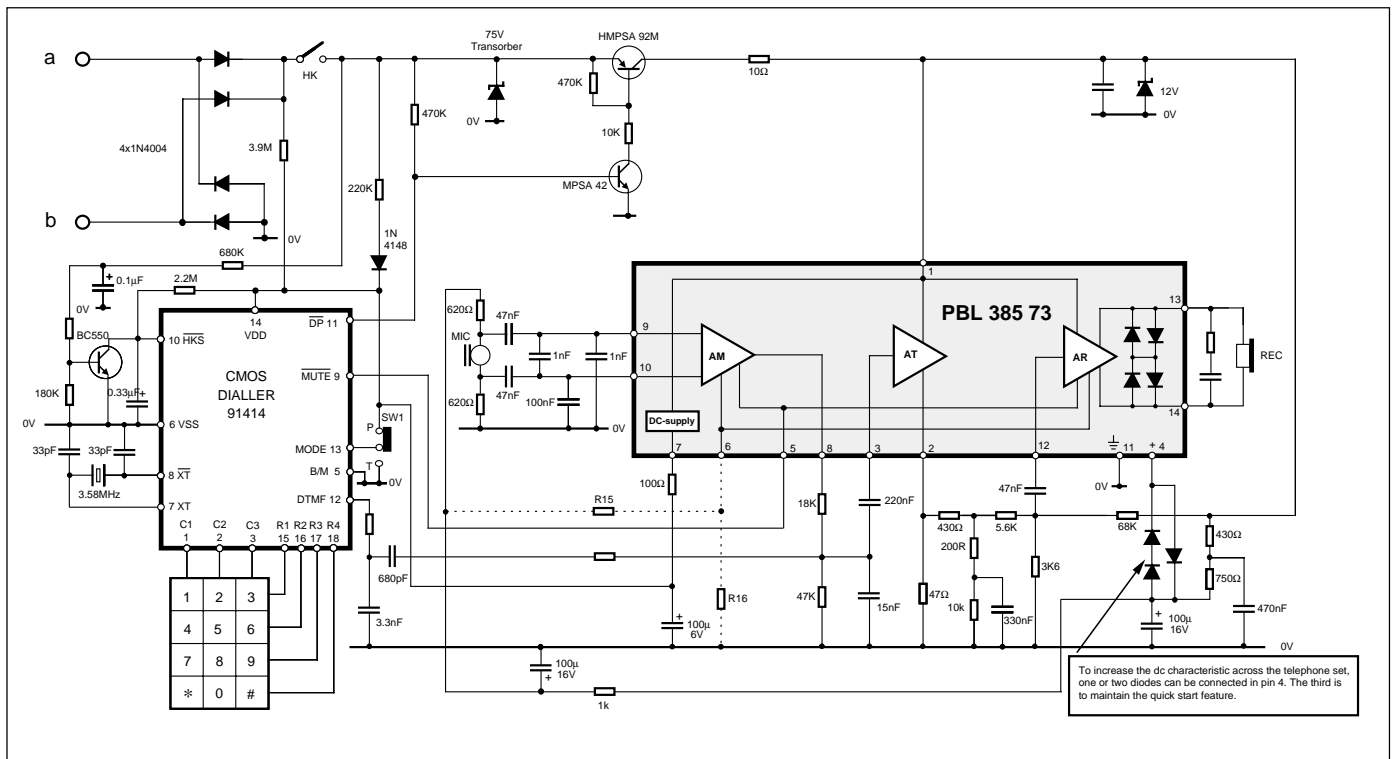 75V
Transorber
HMPSA 92M
a
HK
10Ω
470K
470K
12V
0V
0V
10K
4x1N4004
3.9M
220K
MPSA 42
b
0V
1N
4148
680K
0.1µF
2.2M
0V
BC550
180K
0.33µF
0V
33pF
33pF
3.58MHz
14
VDD
DP 11
10 HKS
MUTE 9
CMOS
DIALLER
91414
6 VSS
MODE 13
8 XT
B/M 5
7 XT
DTMF 12
C1 C2 C3 R1 R2 R3 R4
1 2 3 15 16 17 18
P
SW1
T
0V
1 2 3
4 5 6
7 8 9
* 0 #
680pF
3.3nF
620Ω
47nF
MIC
1nF
1nF
47nF
620Ω
100nF
0V
PBL 385 73
1
9
10
AM
AT
AR
13
14
REC
DC-supply
7 6 5 8 3 2 12 11 + 4
100Ω
R15
18K
220nF
47nF
0V
430Ω
5.6K
68K
200R
430Ω
3K6
750Ω
R16
47K
15nF
47Ω
10k
330nF
100µ
6V
100µ
16V
470nF
0V
100µ
16V
1k
To increase the dc characteristic across the telephone set,
one or two diodes can be connected in pin 4. The third is
to maintain the quick start feature.